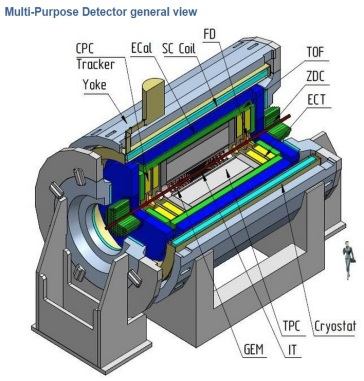 Multi-Purpose Detector general view
FD
CPC
Tracker
ECal
SC Coil
TOF
Yoke
ZDC
ECT
TPC
Cryostat
GEM
IT